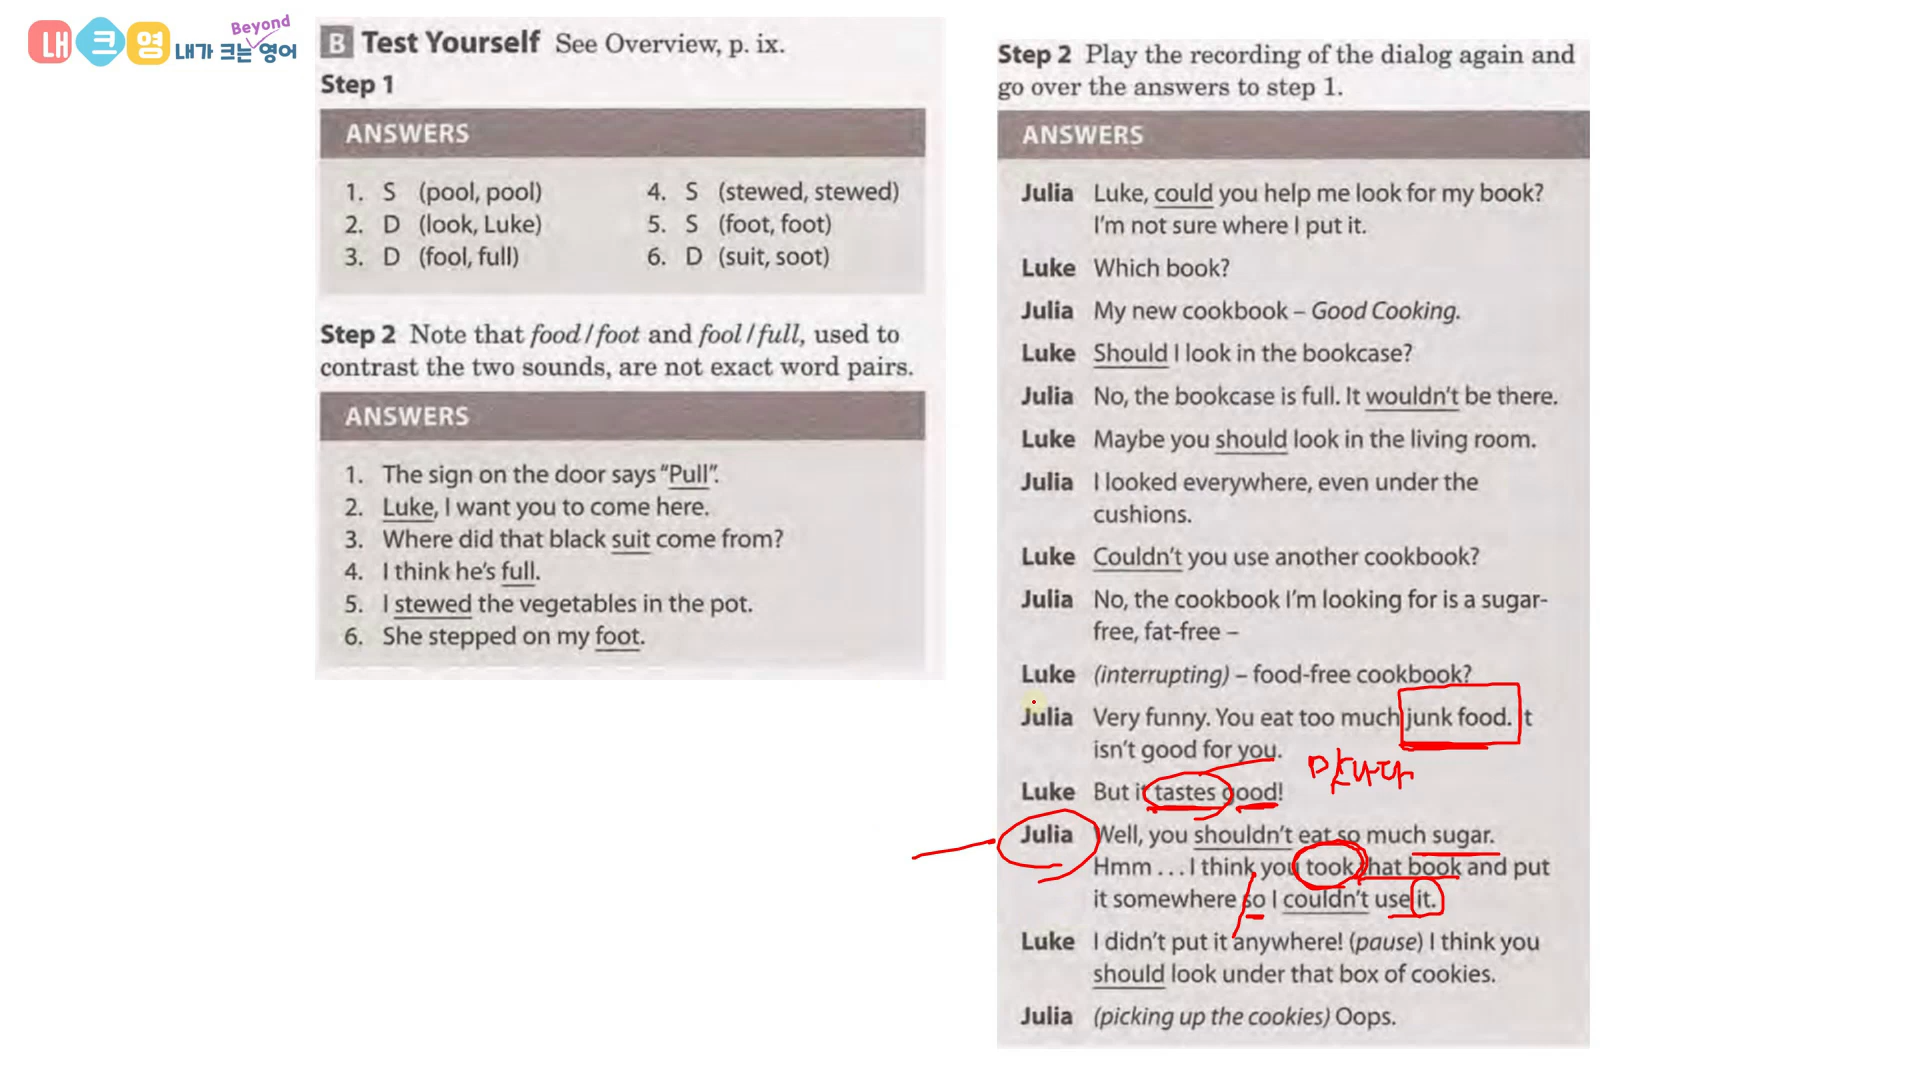 내크영
Beyond
내가 크는 영어
B Test Yourself See Overview, p. ix.
Step 1
ANSWERS
1. S (pool, pool)
2. D (look, Luke)
3. D (fool, full)
4. S (stewed, stewed)
5. S (foot, foot)
6. D (suit, soot)
Step 2 Note that food / foot and fool / full, used to
contrast the two sounds, are not exact word pairs.
ANSWERS
1. The sign on the door says “Pull”.
2. Luke, I want you to come here.
3. Where did that black suit come from?
4. I think he’s full.
5. I stewed the vegetables in the pot.
6. She stepped on my foot.
Step 2 Play the recording of the dialog again and
go over the answers to step 1.
ANSWERS
Julia Luke, could you help me look for my book?
I’m not sure where I put it.
Luke Which book?
Julia My new cookbook – Good Cooking.
Luke Should I look in the bookcase?
Julia No, the bookcase is full. It wouldn’t be there.
Luke Maybe you should look in the living room.
Julia I looked everywhere, even under the
cushions.
Luke Couldn’t you use another cookbook?
Julia No, the cookbook I’m looking for is a sugar-
free, fat-free –
Luke (interrupting) – food-free cookbook?
Julia Very funny. You eat too much junk food. It
isn’t good for you.
Luke But it tastes good!
Julia Well, you shouldn’t eat so much sugar.
Hmm . . . I think you took that book and put
it somewhere so I couldn’t use it.
Luke I didn’t put it anywhere! (pause) I think you
should look under that box of cookies.
Julia (picking up the cookies) Oops.